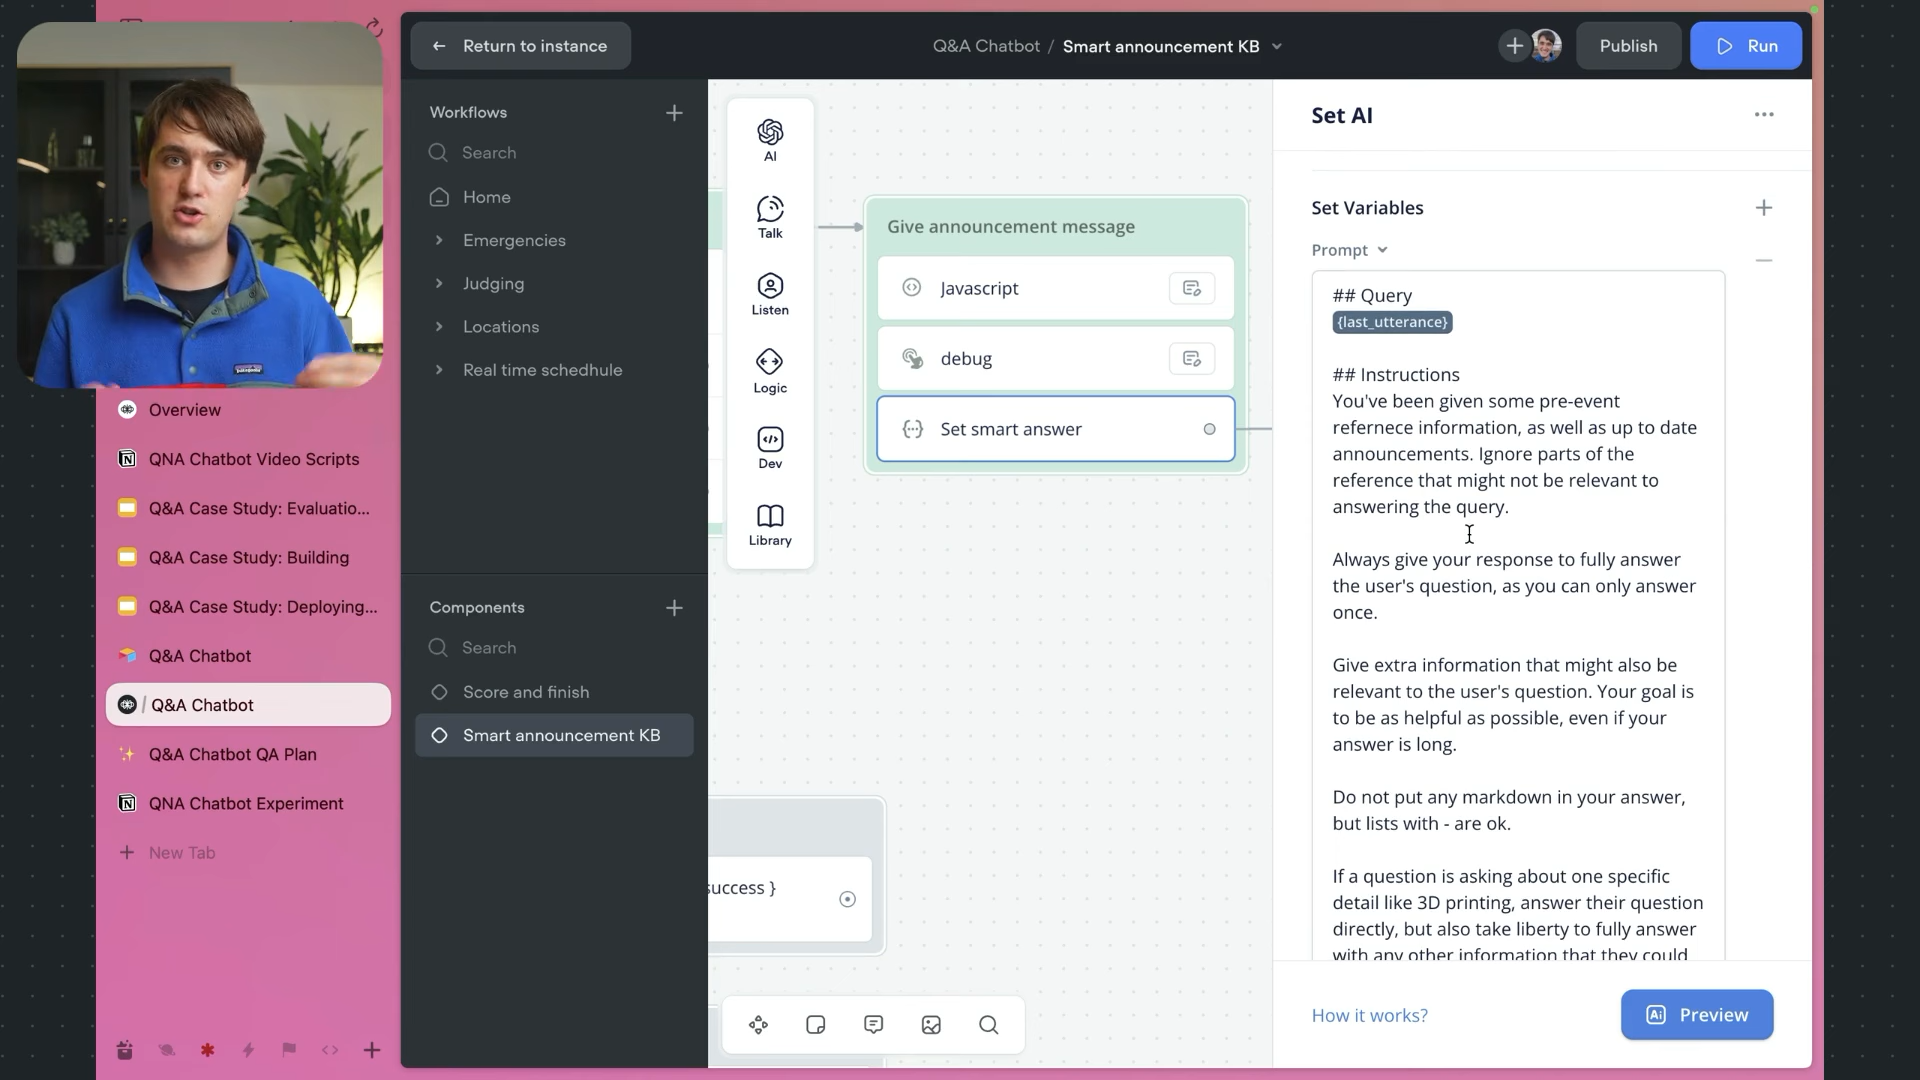 Return to instance
Q&A Chatbot / Smart announcement KB
Publish
Run
Workflows
Search
Home
Emergencies
Judging
Locations
Real time schedhule
Overview
QNA Chatbot Video Scripts
Q&A Case Study: Evaluatio...
Q&A Case Study: Building
Q&A Case Study: Deploying...
Q&A Chatbot
/ Q&A Chatbot
Q&A Chatbot QA Plan
QNA Chatbot Experiment
New Tab
Components
Search
Score and finish
Smart announcement KB
AI
Talk
Listen
Logic
Dev
Library
Give announcement message
Javascript
debug
Set smart answer
success }
Set AI
Set Variables
Prompt
## Query
{last_utterance}
## Instructions
You've been given some pre-event
refernece information, as well as up to date
announcements. Ignore parts of the
reference that might not be relevant to
answering the query.
Always give your response to fully answer
the user's question, as you can only answer
once.
Give extra information that might also be
relevant to the user's question. Your goal is
to be as helpful as possible, even if your
answer is long.
Do not put any markdown in your answer,
but lists with - are ok.
If a question is asking about one specific
detail like 3D printing, answer their question
directly, but also take liberty to fully answer
with any other information that they could
How it works?
Ai Preview